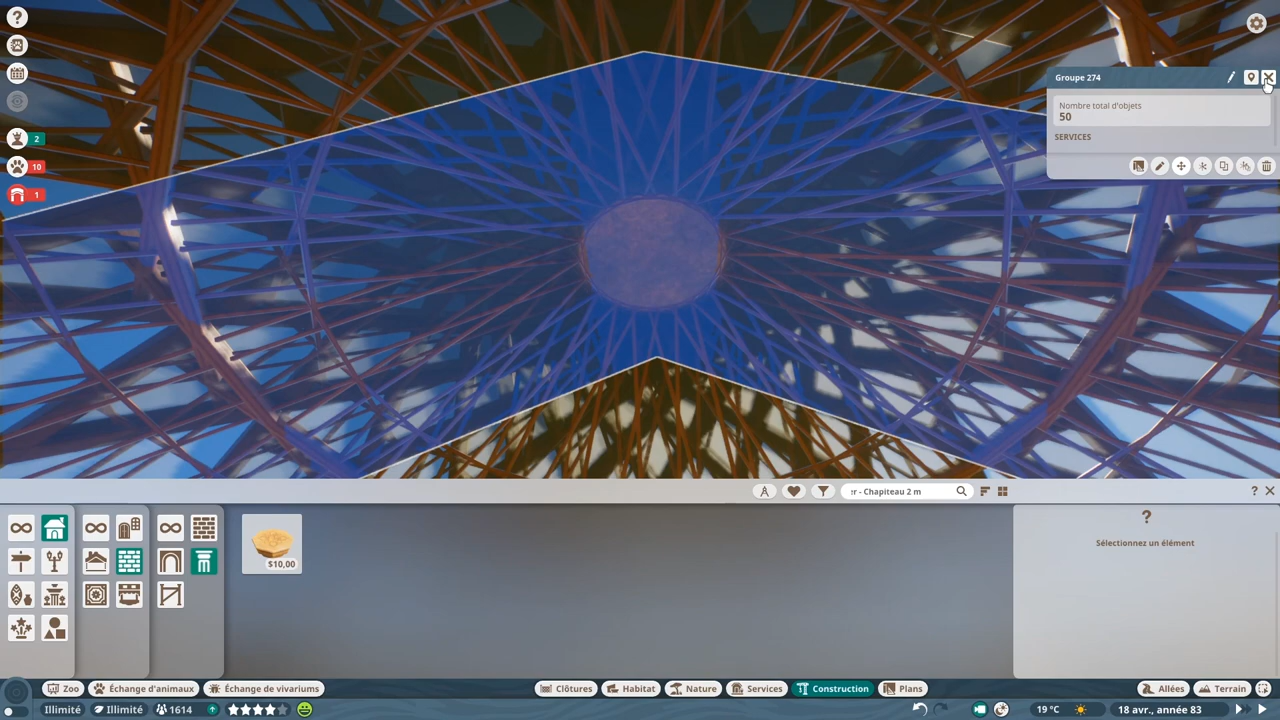 ?
Groupe 274
Nombre total d'objets
50
SERVICES
2
10
1
er - Chapiteau 2 m
?
$10,00
?
Sélectionnez un élément
Zoo
Échange d'animaux
Échange de vivariums
Clôtures
Habitat
Nature
Services
Construction
Plans
Allées
Terrain
Illimité
Illimité
1614
19 °C
18 avr., année 83